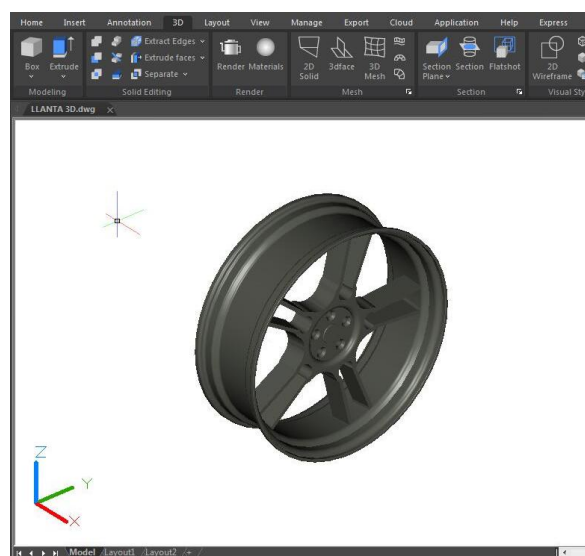 Home Insert Annotation 3D Layout View Manage Export Cloud Application Help Express
Extract Edges
Box Extrude Extrude faces Render Materials 2D Solid 3dface 3D Mesh Section Plane Section Flatshot 2D Wireframe
Separate
Modeling Solid Editing Render Mesh Section Visual Sty
LLANTA 3D.dwg
Z
Y
X
Model Layout1 Layout2 +